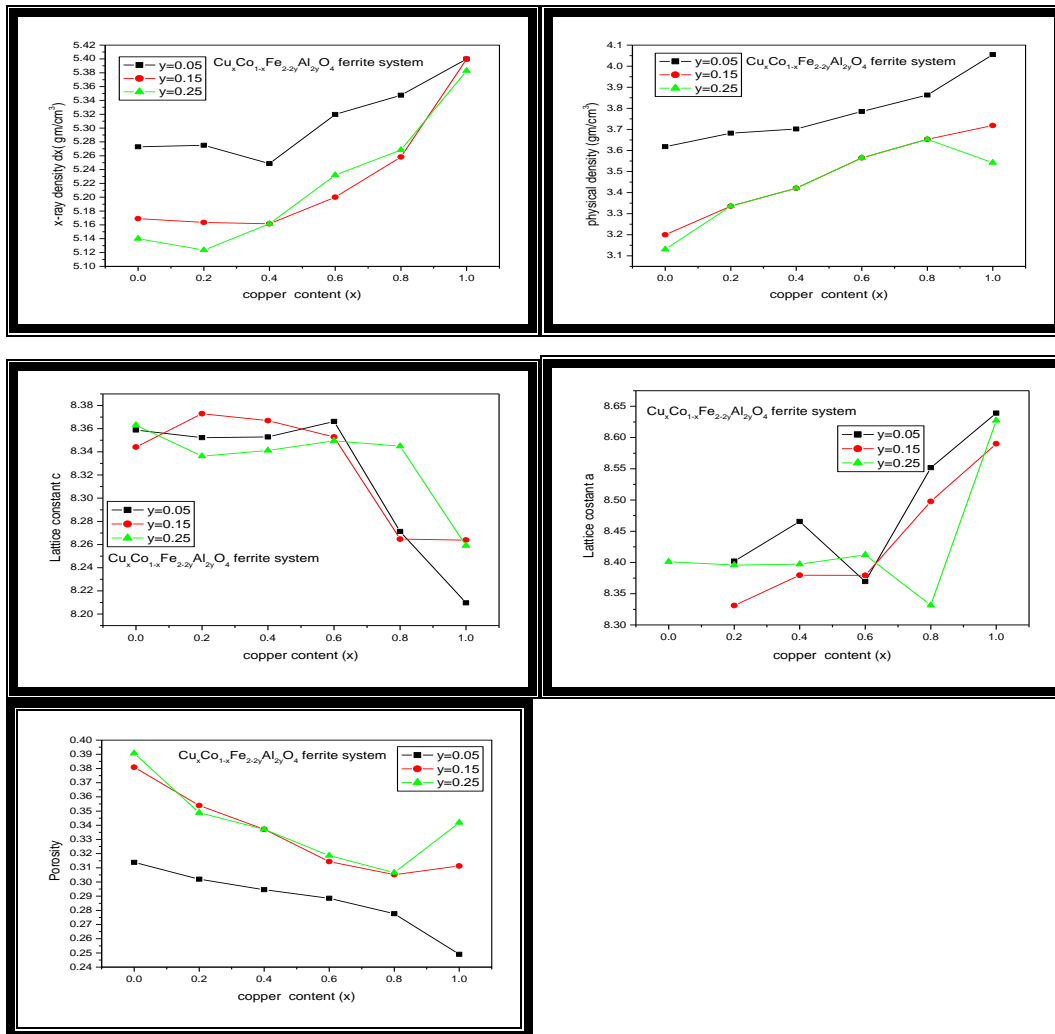 x-ray density dx( gm/cm³)
5.42
5.40
5.38
5.36
5.34
5.32
5.30
5.28
5.26
5.24
5.22
5.20
5.18
5.16
5.14
5.12
5.10
y=0.05
y=0.15
y=0.25
CuₓCo₁₋ₓFe₂₋₂ᵧAl₂ᵧO₄ ferrite system
0.0 0.2 0.4 0.6 0.8 1.0
copper content (x)
physical density (gm/cm³)
4.1
4.0
3.9
3.8
3.7
3.6
3.5
3.4
3.3
3.2
3.1
y=0.05
y=0.15
y=0.25
CuₓCo₁₋ₓFe₂₋₂ᵧAl₂ᵧO₄ ferrite system
0.0 0.2 0.4 0.6 0.8 1.0
copper content (x)
Lattice constant c
8.38
8.36
8.34
8.32
8.30
8.28
8.26
8.24
8.22
8.20
y=0.05
y=0.15
y=0.25
CuₓCo₁₋ₓFe₂₋₂ᵧAl₂ᵧO₄ ferrite system
0.0 0.2 0.4 0.6 0.8 1.0
copper content (x)
Lattice costant a
8.65
8.60
8.55
8.50
8.45
8.40
8.35
8.30
CuₓCo₁₋ₓFe₂₋₂ᵧAl₂ᵧO₄ ferrite system
y=0.05
y=0.15
y=0.25
0.0 0.2 0.4 0.6 0.8 1.0
copper content (x)
Porosity
0.40
0.39
0.38
0.37
0.36
0.35
0.34
0.33
0.32
0.31
0.30
0.29
0.28
0.27
0.26
0.25
0.24
CuₓCo₁₋ₓFe₂₋₂ᵧAl₂ᵧO₄ ferrite system
y=0.05
y=0.15
y=0.25
0.0 0.2 0.4 0.6 0.8 1.0
copper content (x)